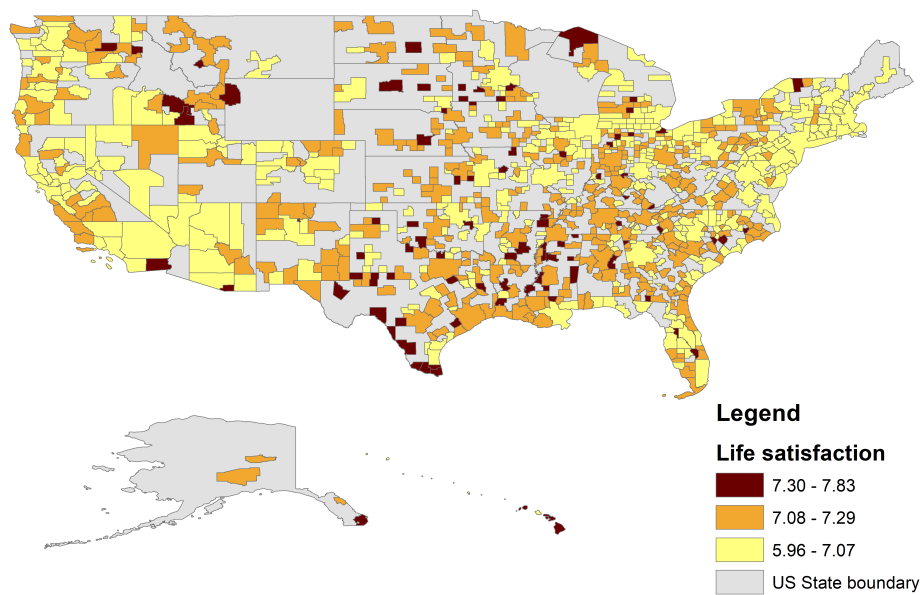 Legend
Life satisfaction
7.30 - 7.83
7.08 - 7.29
5.96 - 7.07
US State boundary